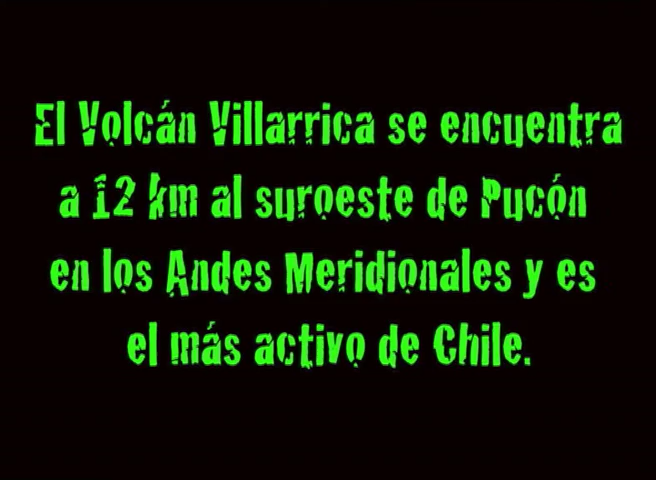 El Volcán Villarrica se encuentra
a 12 km al suroeste de Pucón
en los Andes Meridionales y es
el más activo de Chile.